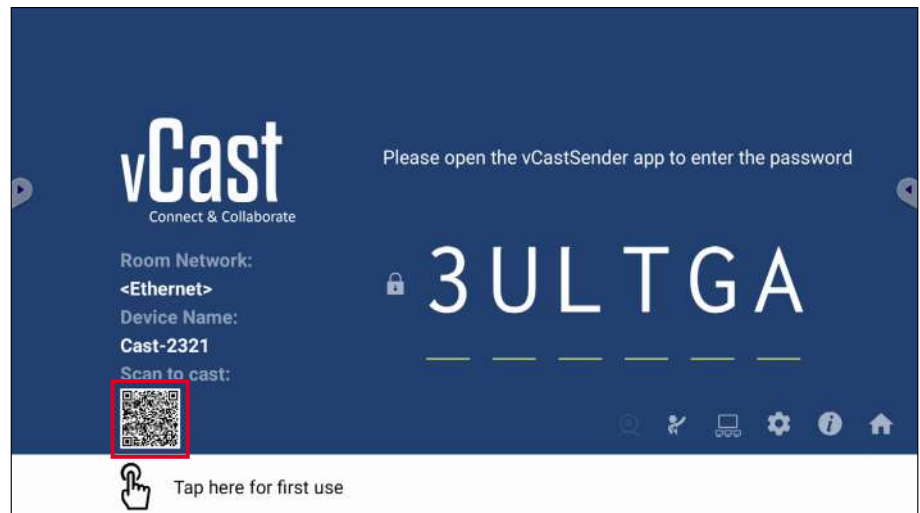 vCast
Connect & Collaborate
Please open the vCastSender app to enter the password
Room Network:
<Ethernet>
Device Name:
Cast-2321
Scan to cast:
3ULTGA
Tap here for first use